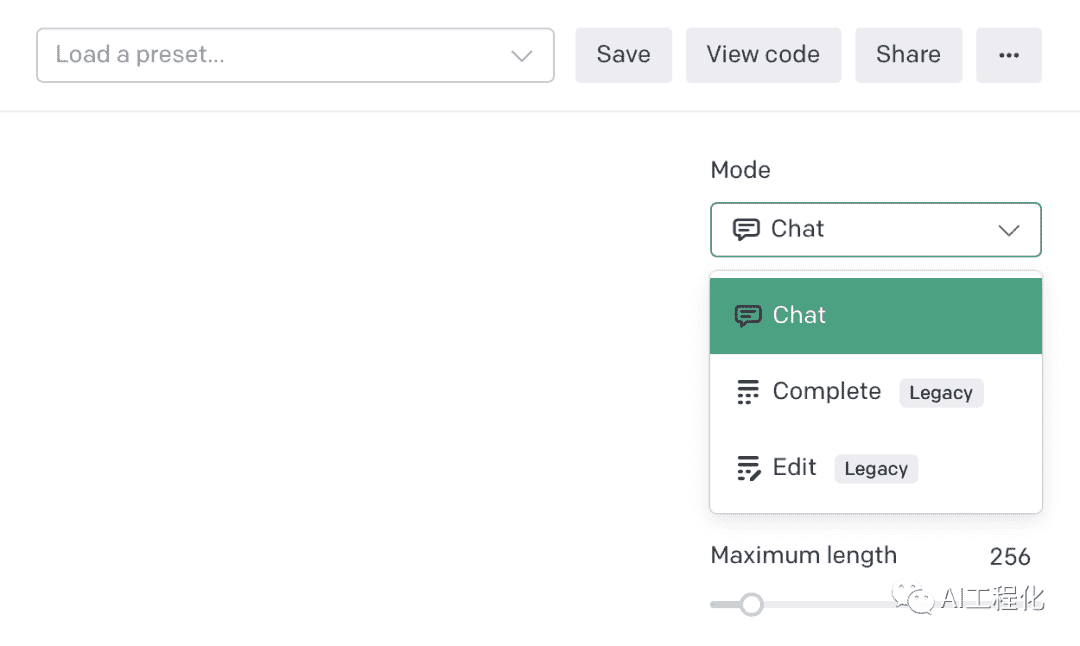 Load a preset...
Save
View code
Share
Mode
Chat
Chat
Complete Legacy
Edit Legacy
Maximum length 256
AI工程化